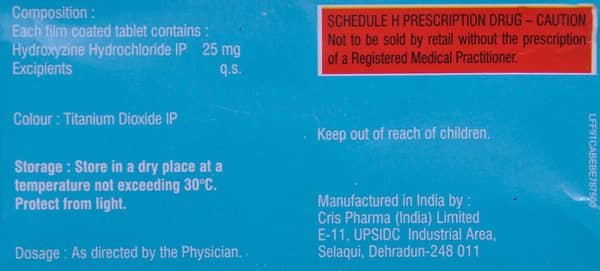 Composition :
Each film coated tablet contains :
Hydroxyzine Hydrochloride IP 25 mg
Excipients q.s.
Colour : Titanium Dioxide IP
Storage : Store in a dry place at a
temperature not exceeding 30°C.
Protect from light.
Dosage : As directed by the Physician.
SCHEDULE H PRESCRIPTION DRUG – CAUTION
Not to be sold by retail without the prescription
of a Registered Medical Practitioner.
Keep out of reach of children.
Manufactured in India by :
Cris Pharma (India) Limited
E-11, UPSIDC Industrial Area,
Selaqui, Dehradun-248 011